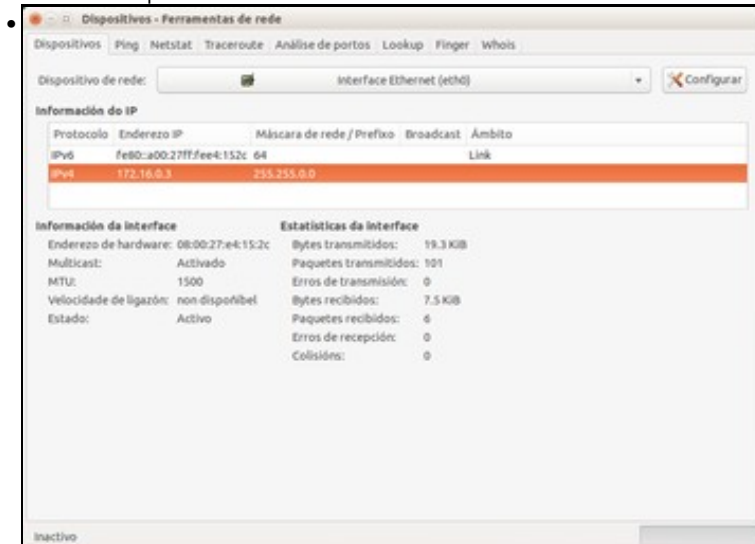 Dispositivos - Ferramentas de rede
Dispositivos Ping Netstat Traceroute Análise de portos Lookup Finger Whois
Dispositivo de rede: Interface Ethernet (eth0) Configurar
Información do IP
Protocolo Enderezo IP Máscara de rede / Prefixo Broadcast Ámbito
IPv6 fe80::a00:27ff:fee4:152c 64 Link
IPv4 172.16.0.3 255.255.0.0
Información da interface Estatísticas da interface
Enderezo de hardware: 08:00:27:e4:15:2c Bytes transmitidos: 19.3 KiB
Multicast: Activado Paquetes transmitidos: 101
MTU: 1500 Erros de transmisión: 0
Velocidade de ligazón: non dispoñíbel Bytes recibidos: 7.5 KiB
Estado: Activo Paquetes recibidos: 6
Erros de recepción: 0
Colisións: 0
Inactivo